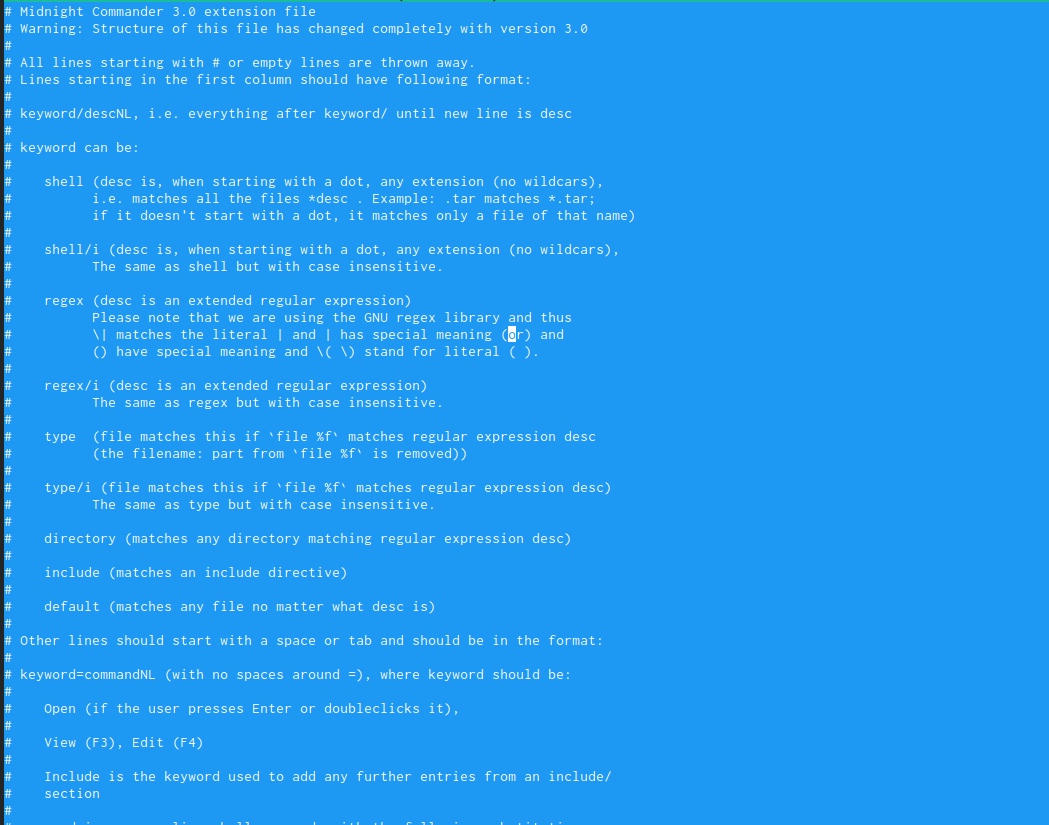 # Midnight Commander 3.0 extension file
# Warning: Structure of this file has changed completely with version 3.0
#
# All lines starting with # or empty lines are thrown away.
# Lines starting in the first column should have following format:
#
# keyword/descNL, i.e. everything after keyword/ until new line is desc
#
# keyword can be:
#
#    shell (desc is, when starting with a dot, any extension (no wildcars),
#          i.e. matches all the files *desc . Example: .tar matches *.tar;
#          if it doesn't start with a dot, it matches only a file of that name)
#
#    shell/i (desc is, when starting with a dot, any extension (no wildcars),
#          The same as shell but with case insensitive.
#
#    regex (desc is an extended regular expression)
#          Please note that we are using the GNU regex library and thus
#          \| matches the literal | and | has special meaning (or) and
#          () have special meaning and \( \) stand for literal ( ).
#
#    regex/i (desc is an extended regular expression)
#          The same as regex but with case insensitive.
#
#    type  (file matches this if `file %f` matches regular expression desc
#          (the filename: part from `file %f` is removed))
#
#    type/i (file matches this if `file %f` matches regular expression desc)
#          The same as type but with case insensitive.
#
#    directory (matches any directory matching regular expression desc)
#
#    include (matches an include directive)
#
#    default (matches any file no matter what desc is)
#
# Other lines should start with a space or tab and should be in the format:
#
# keyword=commandNL (with no spaces around =), where keyword should be:
#
#    Open (if the user presses Enter or doubleclicks it),
#
#    View (F3), Edit (F4)
#
#    Include is the keyword used to add any further entries from an include/
#    section
#